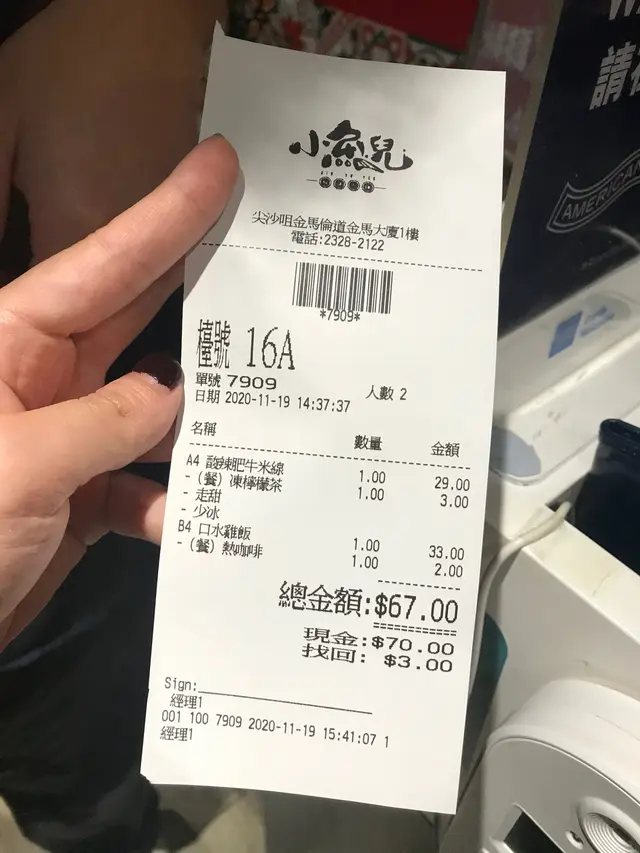 小漁兒
尖沙咀金馬倫道金馬大廈1樓
電話:2328-2122
*7909*
檯號 16A
單號 7909 人數 2
日期 2020-11-19 14:37:37
名稱 數量 金額
A4 酸辣肥牛米線 1.00 29.00
-（餐）凍檸檬茶 1.00 3.00
- 走甜
- 少冰
B4 口水雞飯 1.00 33.00
-（餐）熱咖啡 1.00 2.00
總金額:$67.00
現金:$70.00
找回: $3.00
Sign:
經理1
001 100 7909 2020-11-19 15:41:07 1
經理1
請
AMERICAN